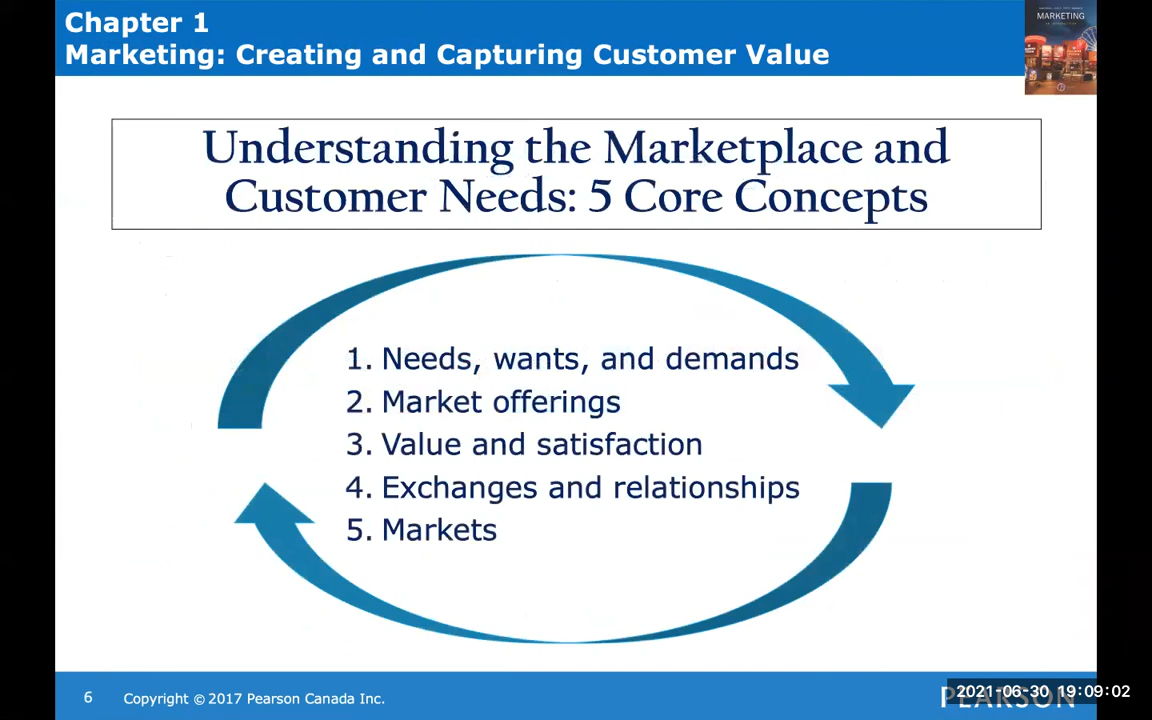 Chapter 1
Marketing: Creating and Capturing Customer Value
MARKETING
Understanding the Marketplace and
Customer Needs: 5 Core Concepts
1. Needs, wants, and demands
2. Market offerings
3. Value and satisfaction
4. Exchanges and relationships
5. Markets
6
Copyright © 2017 Pearson Canada Inc.
PEARSON
2021-06-30 19:09:02